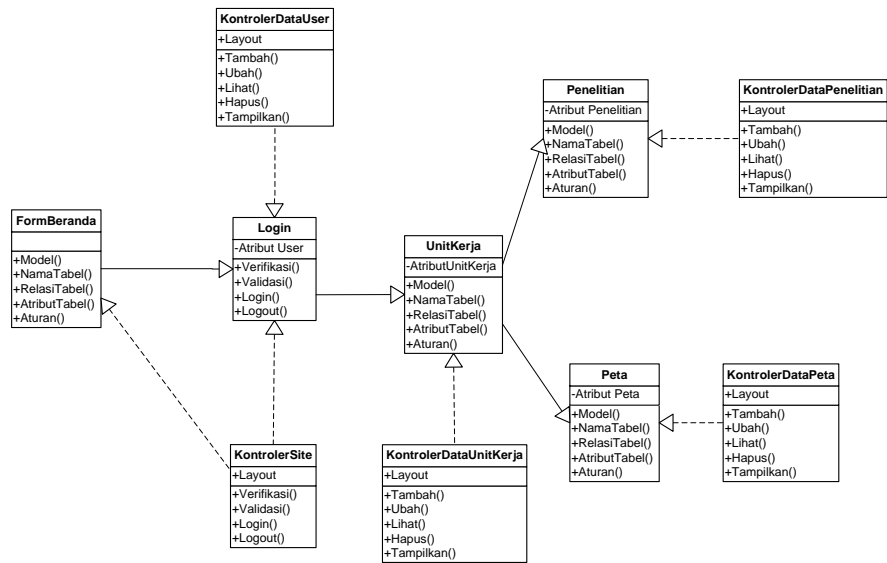 KontrolerDataUser
+Layout
+Tambah()
+Ubah()
+Lihat()
+Hapus()
+Tampilkan()
Penelitian
-Atribut Penelitian
+Model()
+NamaTabel()
+RelasiTabel()
+AtributTabel()
+Aturan()
KontrolerDataPenelitian
+Layout
+Tambah()
+Ubah()
+Lihat()
+Hapus()
+Tampilkan()
FormBeranda
+Model()
+NamaTabel()
+RelasiTabel()
+AtributTabel()
+Aturan()
Login
-Atribut User
+Verifikasi()
+Validasi()
+Login()
+Logout()
UnitKerja
-AtributUnitKerja
+Model()
+NamaTabel()
+RelasiTabel()
+AtributTabel()
+Aturan()
Peta
-Atribut Peta
+Model()
+NamaTabel()
+RelasiTabel()
+AtributTabel()
+Aturan()
KontrolerDataPeta
+Layout
+Tambah()
+Ubah()
+Lihat()
+Hapus()
+Tampilkan()
KontrolerSite
+Layout
+Verifikasi()
+Validasi()
+Login()
+Logout()
KontrolerDataUnitKerja
+Layout
+Tambah()
+Ubah()
+Lihat()
+Hapus()
+Tampilkan()